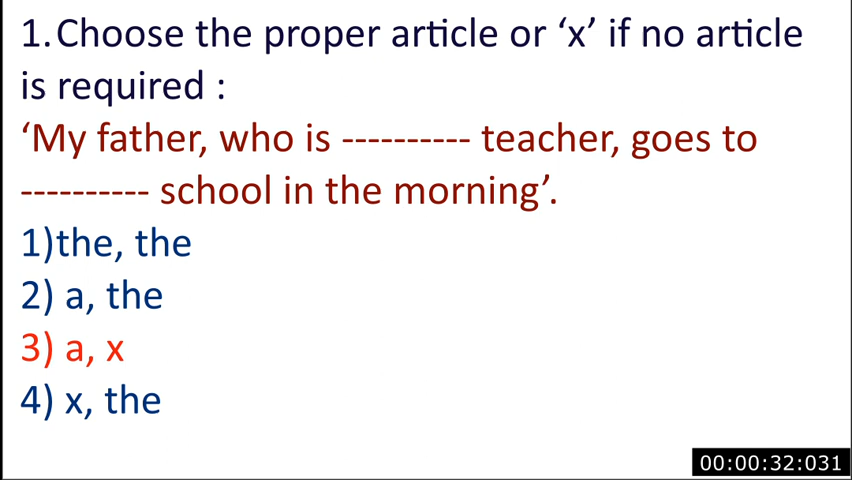 1.Choose the proper article or ‘x’ if no article
is required :
‘My father, who is ---------- teacher, goes to
---------- school in the morning’.
1)the, the
2) a, the
3) a, x
4) x, the
00:00:32:031